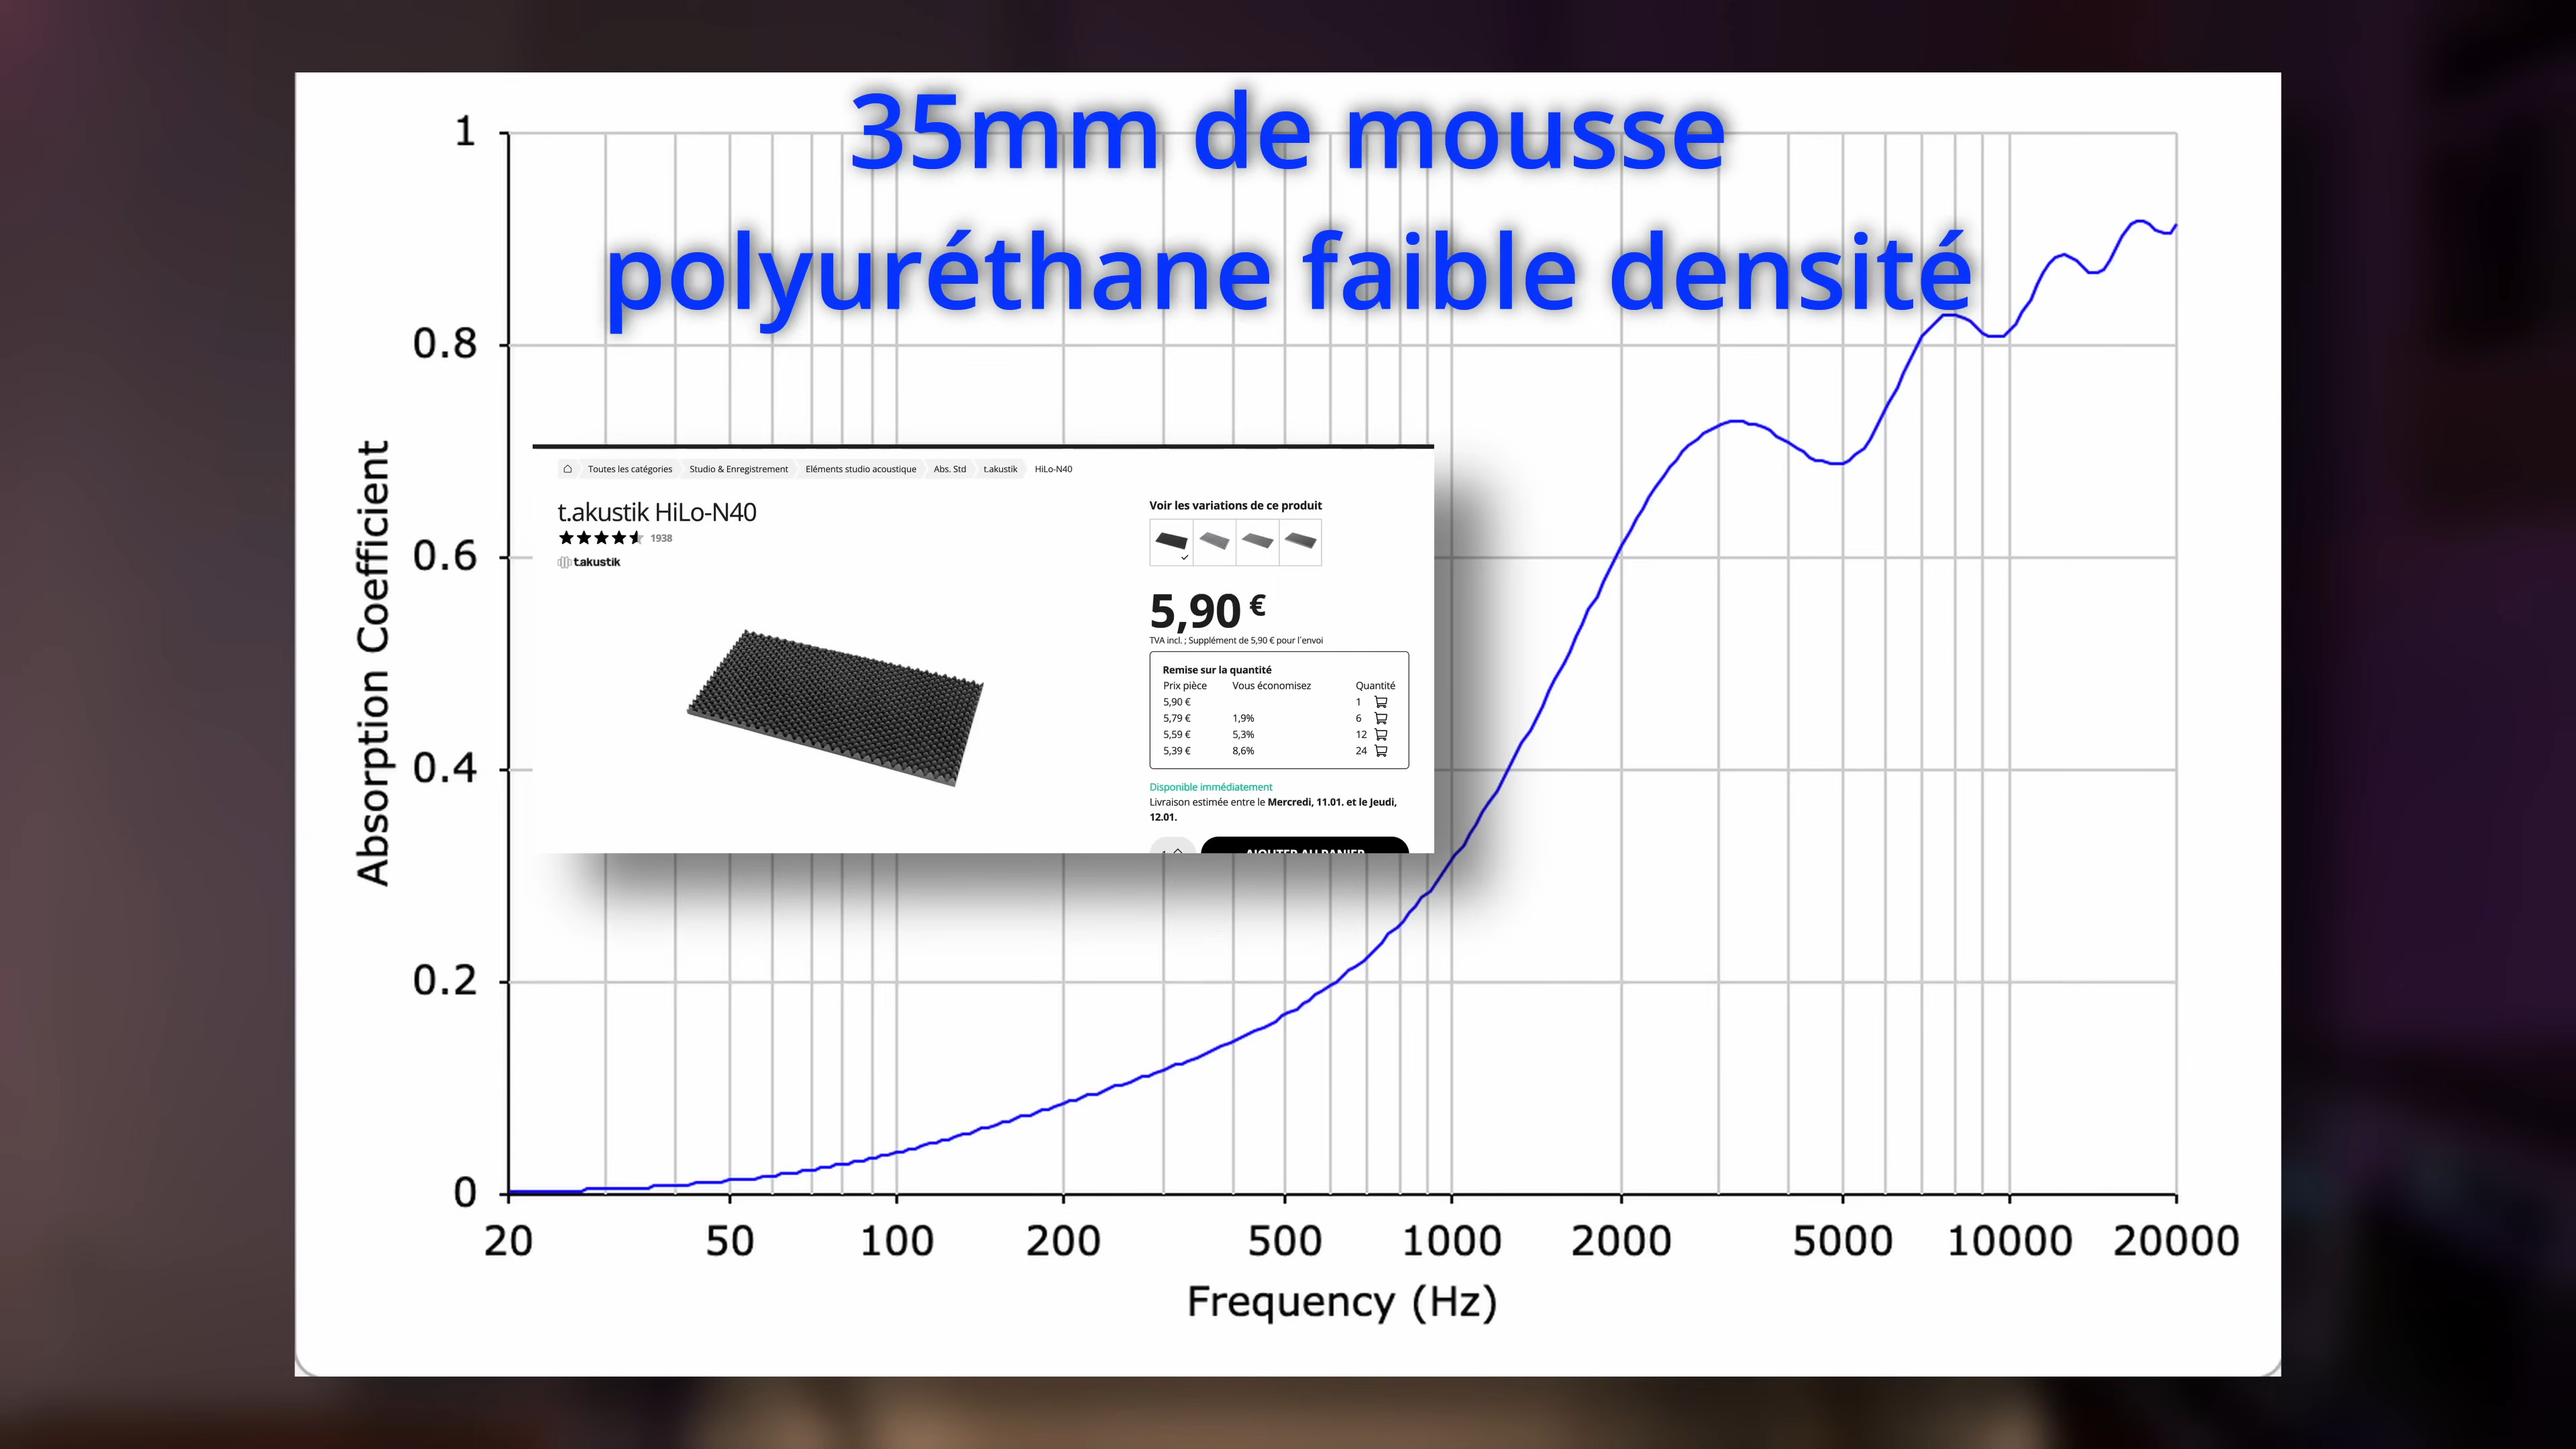 35mm de mousse
polyuréthane faible densité
1
0.8
0.6
0.4
0.2
0
Absorption Coefficient
20 50 100 200 500 1000 2000 5000 10000 20000
Frequency (Hz)
Toutes les catégories Studio & Enregistrement Eléments studio acoustique Abs. Std t.akustik HiLo-N40
t.akustik HiLo-N40
1938
t.akustik
Voir les variations de ce produit
5,90 €
TVA incl. ; Supplément de 5,90 € pour l'envoi
Remise sur la quantité
Prix pièce Vous économisez Quantité
5,90 € 1
5,79 € 1,9% 6
5,59 € 5,3% 12
5,39 € 8,6% 24
Disponible immédiatement
Livraison estimée entre le Mercredi, 11.01. et le Jeudi,
12.01.
AJOUTER AU PANIER